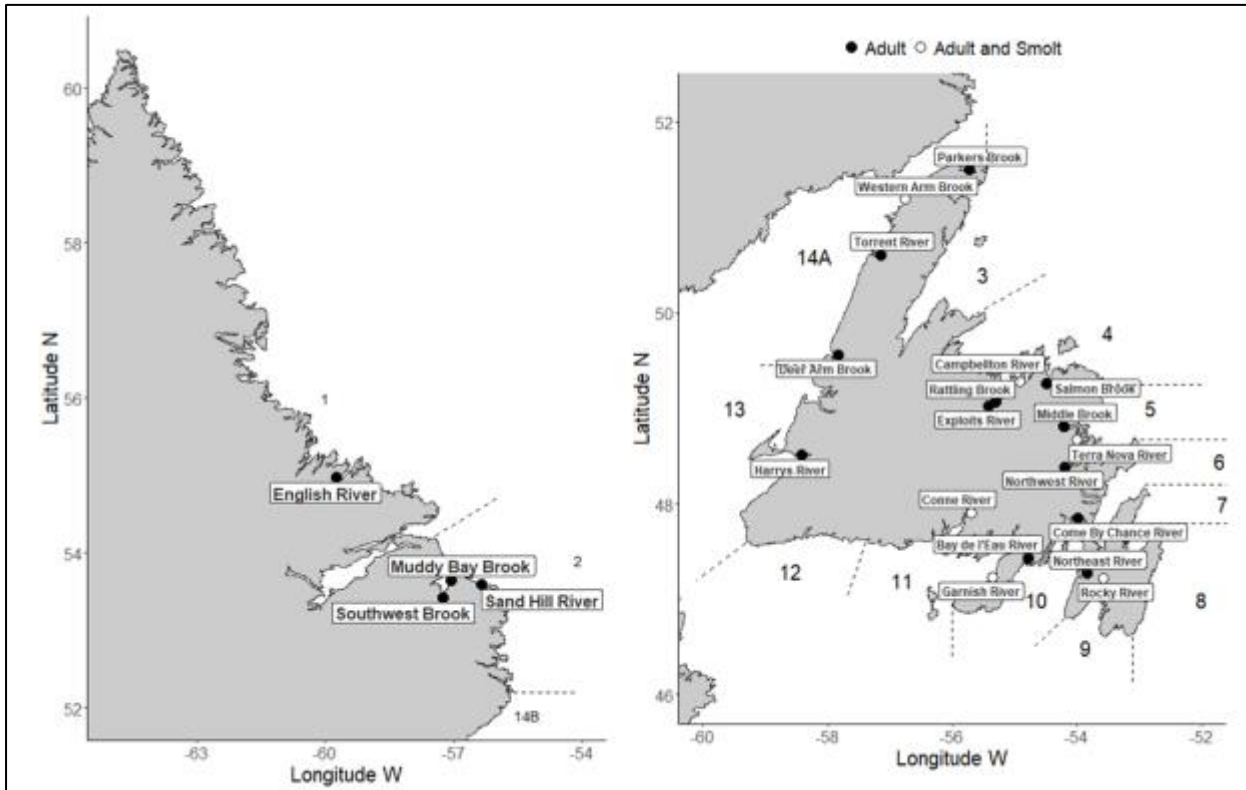 60
58
56
54
52
Latitude N
1
English River
2
Muddy Bay Brook
Sand Hill River
Southwest Brook
14B
-63
-60
-57
-54
Longitude W
Adult
Adult and Smolt
52
50
48
46
Latitude N
Parkers Brook
Western Arm Brook
Torrent River
14A
3
4
Deer Arm Brook
Campbellton River
Rattling Brook
Salmon Brook
Exploits River
Middle Brook
5
13
Terra Nova River
6
Harrys River
Northwest River
Conne River
7
Come By Chance River
Bay de l'Eau River
Northeast River
12
11
Garnish River
10
Rocky River
8
9
-60
-58
-56
-54
-52
Longitude W